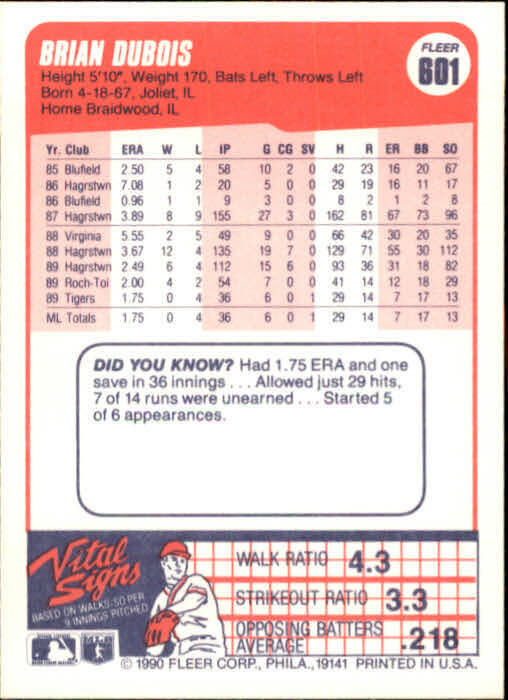 BRIAN DUBOIS
FLEER
601
Height 5'10", Weight 170, Bats Left, Throws Left
Born 4-18-67, Joliet, IL
Home Braidwood, IL
Yr. Club ERA W L IP G CG SV H R ER BB SO
85 Blufield 2.50 5 4 58 10 2 0 42 23 16 20 67
86 Hagrstwn 7.08 1 2 20 5 0 0 29 19 16 11 17
86 Blufield 0.96 1 1 9 3 0 0 8 2 1 2 8
87 Hagrstwn 3.89 8 9 155 27 3 0 162 81 67 73 96
88 Virginia 5.55 2 5 49 9 0 0 66 42 30 20 35
88 Hagrstwn 3.67 12 4 135 19 7 0 129 71 55 30 112
89 Hagrstwn 2.49 6 4 112 15 6 0 93 36 31 18 82
89 Roch-Tol 2.00 4 2 54 7 0 0 41 14 12 18 29
89 Tigers 1.75 0 4 36 6 0 1 29 14 7 17 13
ML Totals 1.75 0 4 36 6 0 1 29 14 7 17 13
DID YOU KNOW? Had 1.75 ERA and one
save in 36 innings . . . Allowed just 29 hits,
7 of 14 runs were unearned . . . Started 5
of 6 appearances.
Vital
Signs
BASED ON WALKS-SO PER
9 INNINGS PITCHED
WALK RATIO 4.3
STRIKEOUT RATIO 3.3
OPPOSING BATTERS
AVERAGE .218
© 1990 FLEER CORP., PHILA., 19141 PRINTED IN U.S.A.